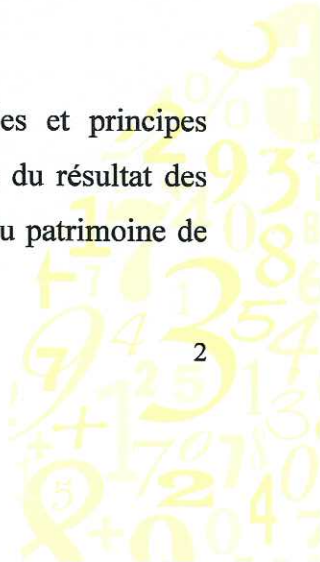 es et principes
du résultat des
u patrimoine de
2